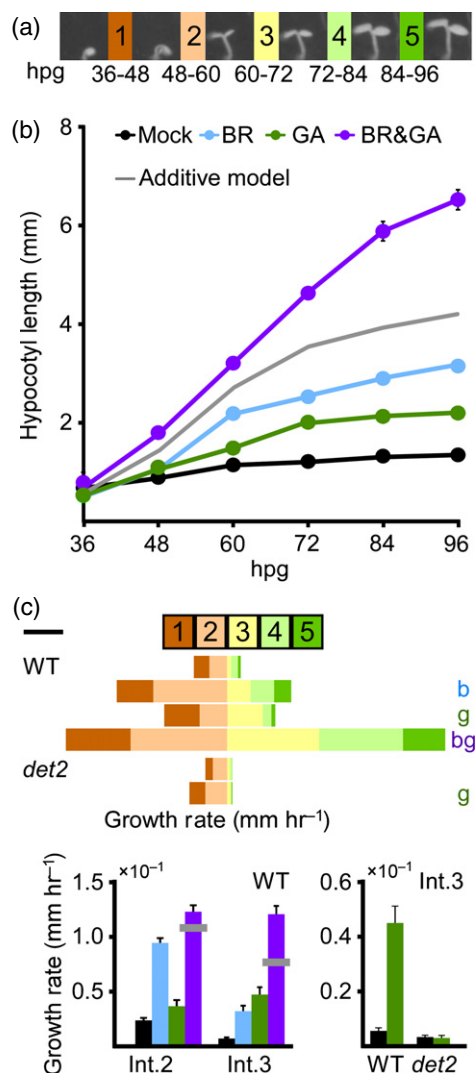 (a)
1 2 3 4 5
hpg 36-48 48-60 60-72 72-84 84-96
(b)
Mock BR GA BR&GA
Additive model
Hypocotyl length (mm)
8
6
4
2
36 48 60 72 84 96
hpg
(c)
1 2 3 4 5
WT
b
g
bg
det2
g
Growth rate (mm hr⁻¹)
Growth rate (mm hr⁻¹)
×10⁻¹ WT
1.5
1.0
0.5
Int.2 Int.3
×10⁻¹ Int.3
0.6
0.4
0.2
WT det2